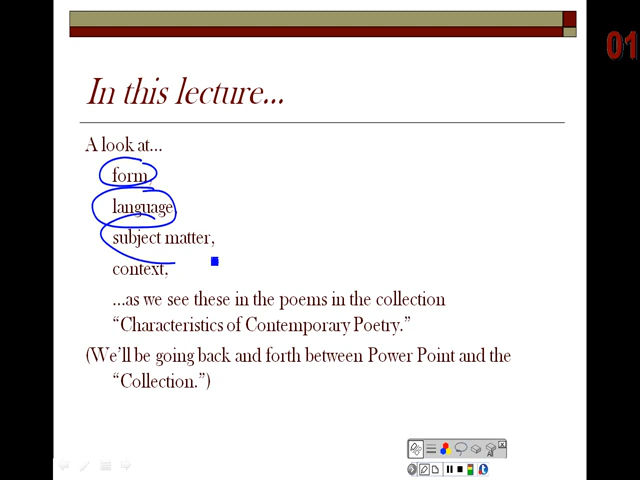 01
In this lecture...
A look at...
form,
language,
subject matter,
context,
...as we see these in the poems in the collection
“Characteristics of Contemporary Poetry.”
(We’ll be going back and forth between Power Point and the
“Collection.”)